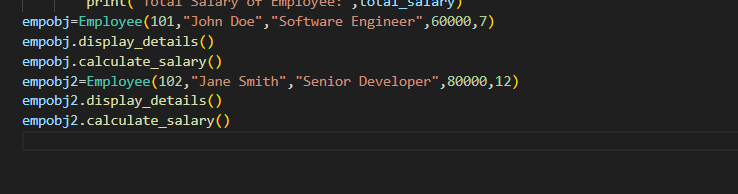 print("Total Salary of Employee: ",total_salary)
empobj=Employee(101,"John Doe","Software Engineer",60000,7)
empobj.display_details()
empobj.calculate_salary()
empobj2=Employee(102,"Jane Smith","Senior Developer",80000,12)
empobj2.display_details()
empobj2.calculate_salary()